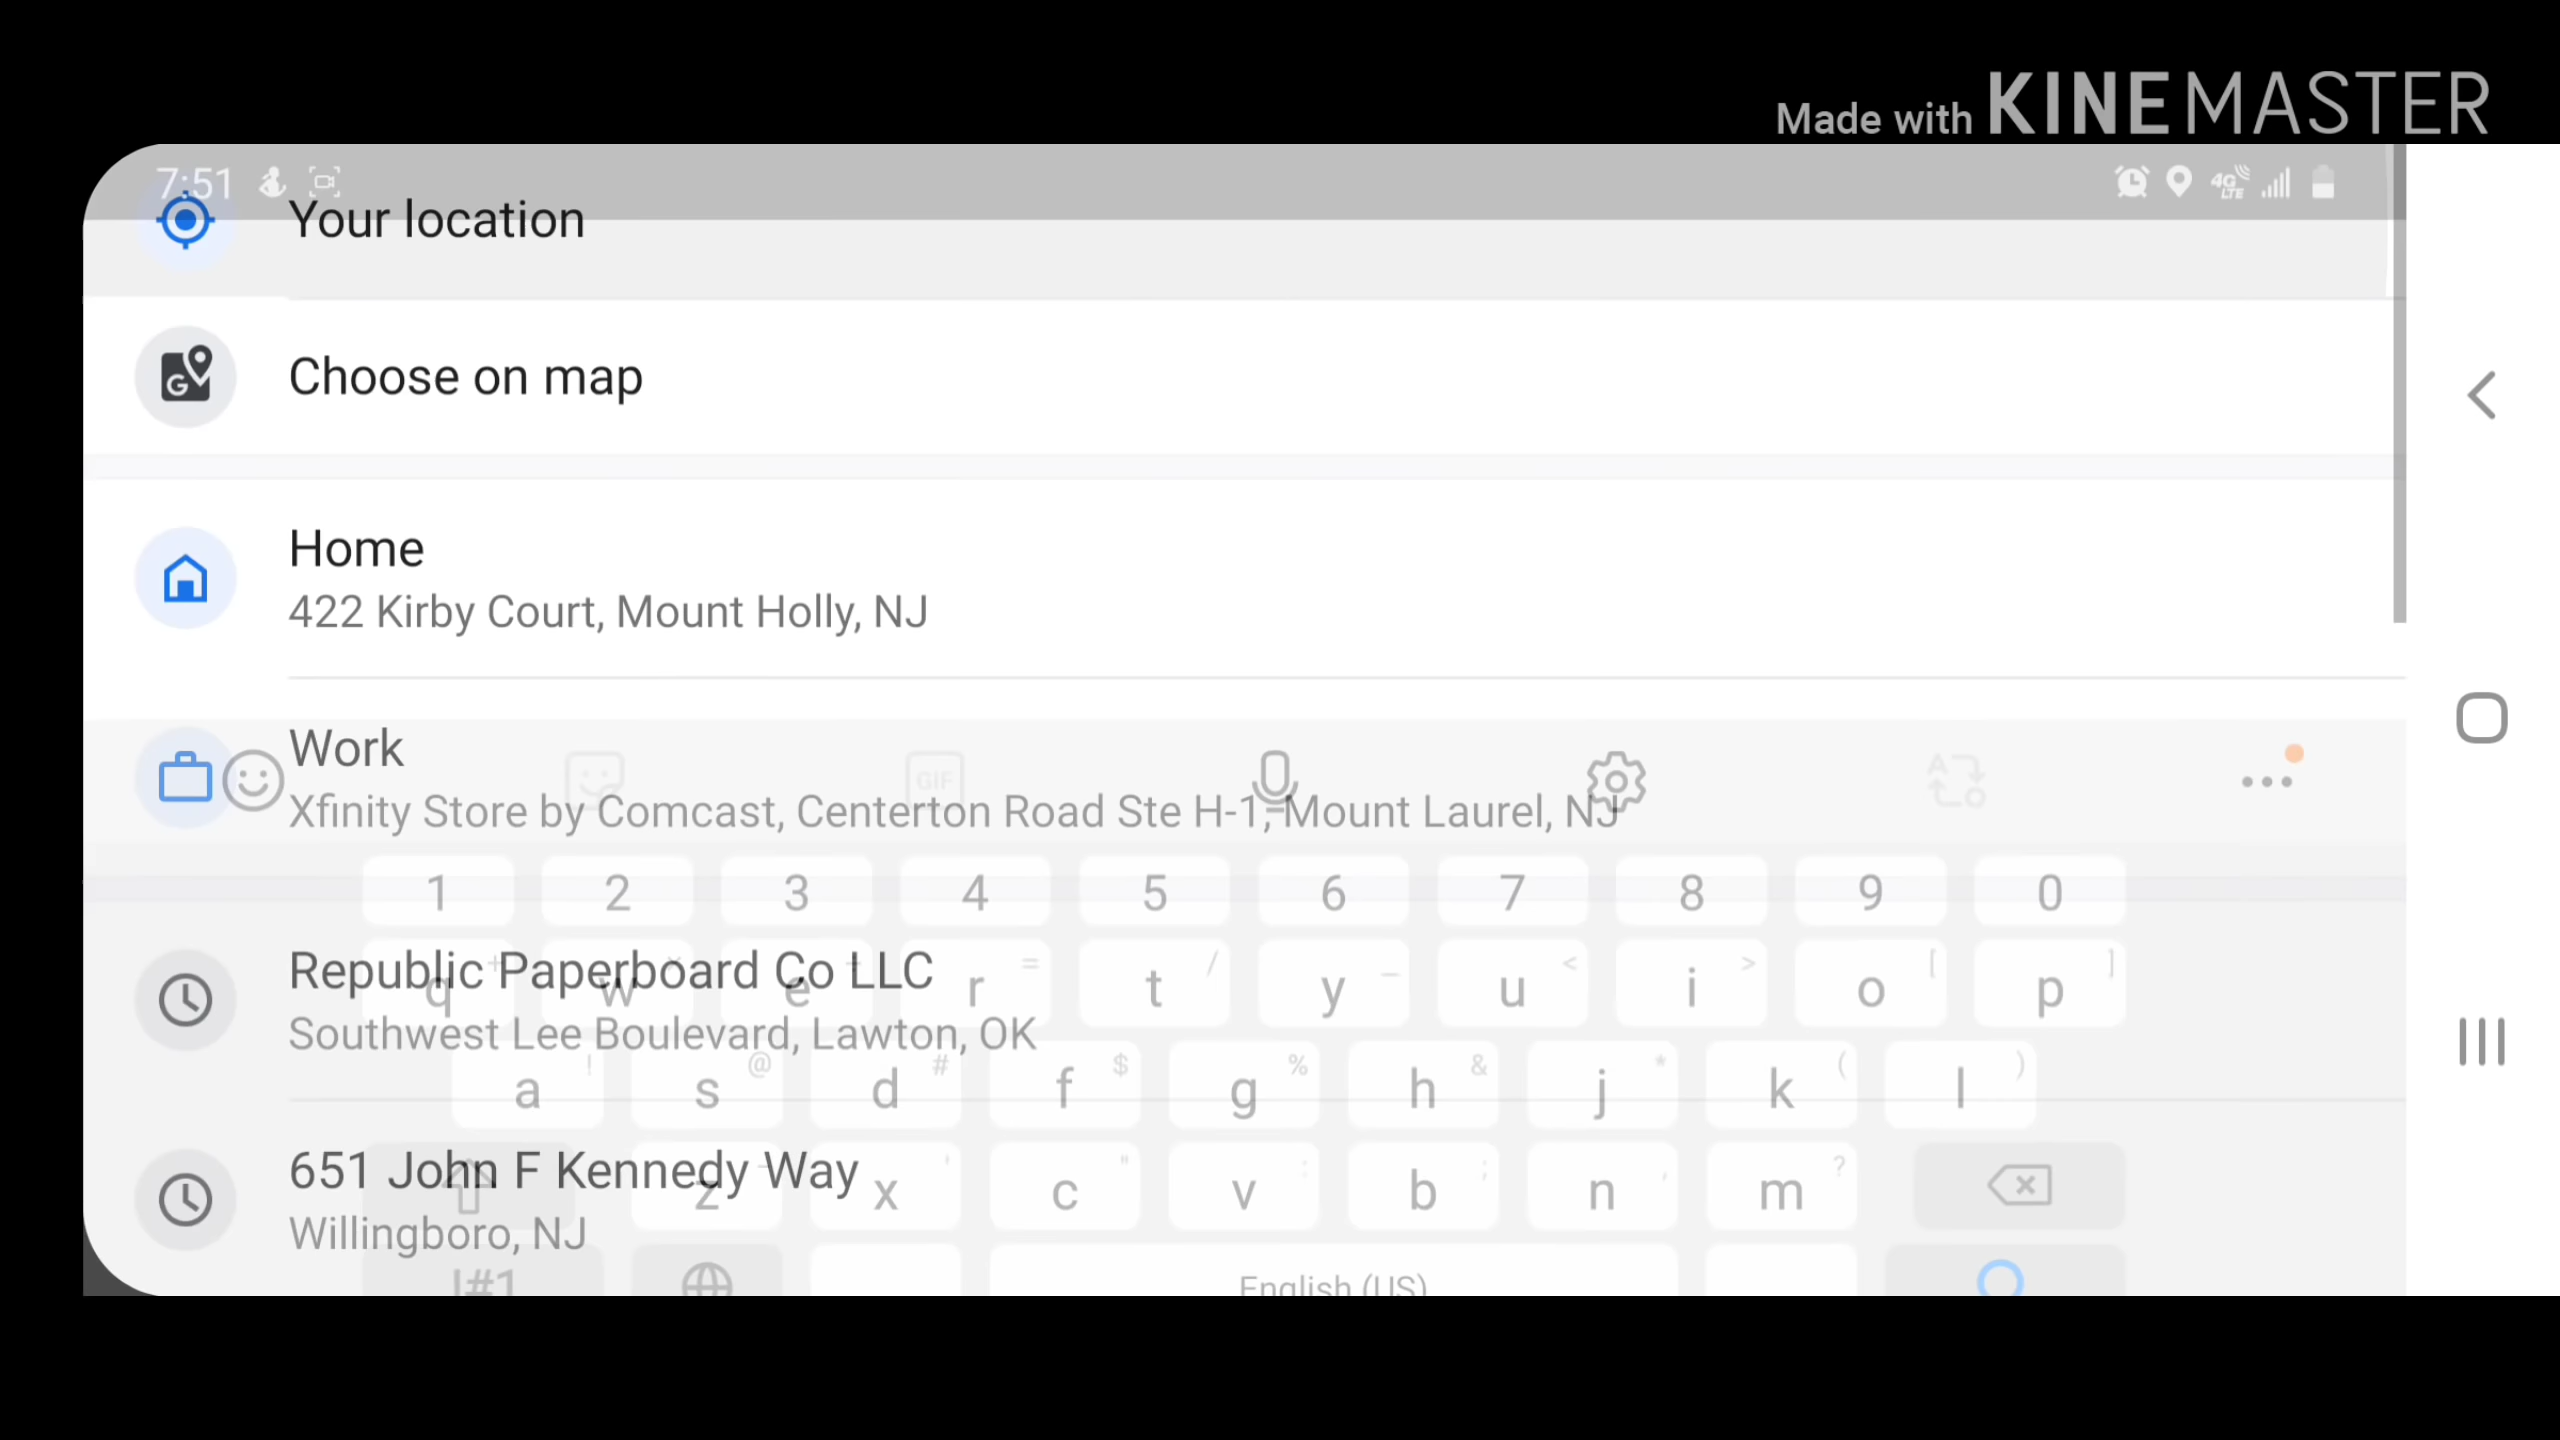 Made with KINEMASTER
7:51
4G LTE
Your location
Choose on map
G
Home
422 Kirby Court, Mount Holly, NJ
Work
GIF
A
Xfinity Store by Comcast, Centerton Road Ste H-1, Mount Laurel, NJ
1 2 3 4 5 6 7 8 9 0
Republic Paperboard Co LLC
q w e r = t / y _ u < i > o [ p ]
Southwest Lee Boulevard, Lawton, OK
a ! s @ d # f $ g % h & j * k ( l )
651 John F Kennedy Way
z - x ' c " v : b ; n , m ?
Willingboro, NJ
!#1 English (US)